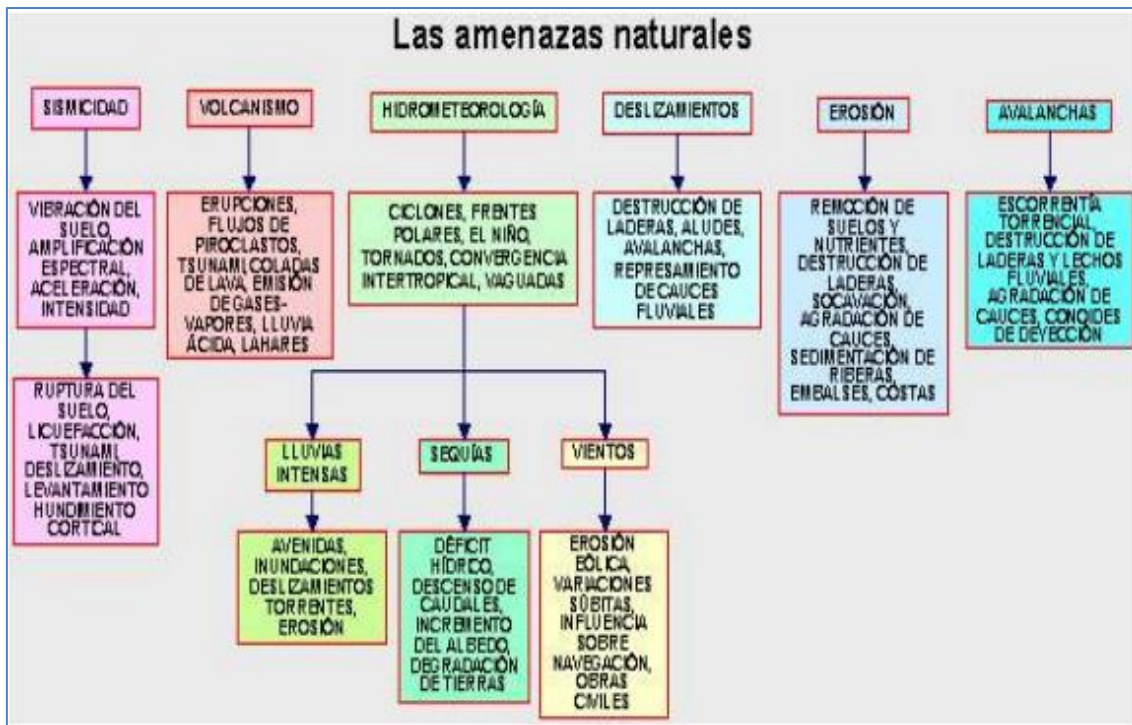 Las amenazas naturales
SISMICIDAD
VOLCANISMO
HIDROMETEOROLOGÍA
DESLIZAMIENTOS
EROSIÓN
AVALANCHAS
VIBRACIÓN DEL
SUELO,
AMPLIFICACIÓN
ESPECTRAL,
ACELERACIÓN,
INTENSIDAD
ERUPCIONES,
FLUJOS DE
PIROCLASTOS,
TSUNAMI, COLADAS
DE LAVA, EMISIÓN
DE GASES-
VAPORES, LLUVIA
ÁCIDA, LAHARES
CICLONES, FRENTES
POLARES, EL NIÑO,
TORNADOS, CONVERGENCIA
INTERTROPICAL, VAGUADAS
DESTRUCCIÓN DE
LADERAS, ALUDES,
AVALANCHAS,
REPRESAMIENTO
DE CAUCES
FLUVIALES
REMOCIÓN DE
SUELOS Y
NUTRIENTES,
DESTRUCCIÓN DE
LADERAS,
SOCAVACIÓN,
AGRADACIÓN DE
CAUCES,
SEDIMENTACIÓN DE
RIBERAS,
EMBALSES, COSTAS
ESCORRENTÍA
TORRENCIAL,
DESTRUCCIÓN DE
LADERAS Y LECHOS
FLUVIALES,
AGRADACIÓN DE
CAUCES, CONOIDES
DE DEYECCIÓN
RUPTURA DEL
SUELO,
LICUEFACCIÓN,
TSUNAMI,
DESLIZAMIENTO,
LEVANTAMIENTO
HUNDIMIENTO
CORTICAL
LLUVIAS
INTENSAS
SEQUÍAS
VIENTOS
AVENIDAS,
INUNDACIONES,
DESLIZAMIENTOS
TORRENTES,
EROSIÓN
DÉFICIT
HÍDRICO,
DESCENSO DE
CAUDALES,
INCREMENTO
DEL ALBEDO,
DEGRADACIÓN
DE TIERRAS
EROSIÓN
EÓLICA,
VARIACIONES
SÚBITAS,
INFLUENCIA
SOBRE
NAVEGACIÓN,
OBRAS
CIVILES